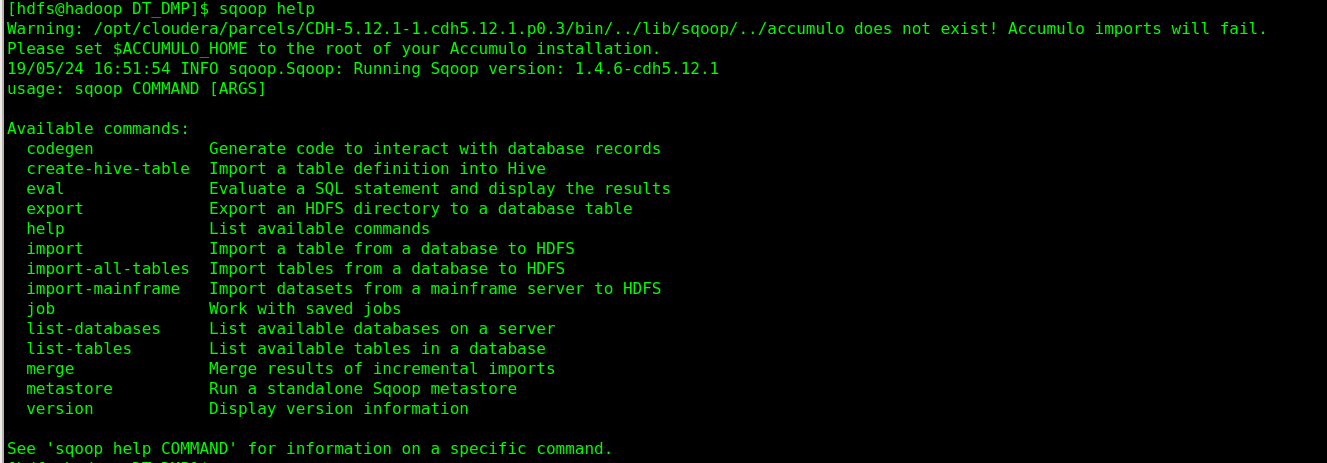 [hdfs@hadoop DT_DMP]$ sqoop help
Warning: /opt/cloudera/parcels/CDH-5.12.1-1.cdh5.12.1.p0.3/bin/../lib/sqoop/../accumulo does not exist! Accumulo imports will fail.
Please set $ACCUMULO_HOME to the root of your Accumulo installation.
19/05/24 16:51:54 INFO sqoop.Sqoop: Running Sqoop version: 1.4.6-cdh5.12.1
usage: sqoop COMMAND [ARGS]

Available commands:
  codegen            Generate code to interact with database records
  create-hive-table  Import a table definition into Hive
  eval               Evaluate a SQL statement and display the results
  export             Export an HDFS directory to a database table
  help               List available commands
  import             Import a table from a database to HDFS
  import-all-tables  Import tables from a database to HDFS
  import-mainframe   Import datasets from a mainframe server to HDFS
  job                Work with saved jobs
  list-databases     List available databases on a server
  list-tables        List available tables in a database
  merge              Merge results of incremental imports
  metastore          Run a standalone Sqoop metastore
  version            Display version information

See 'sqoop help COMMAND' for information on a specific command.